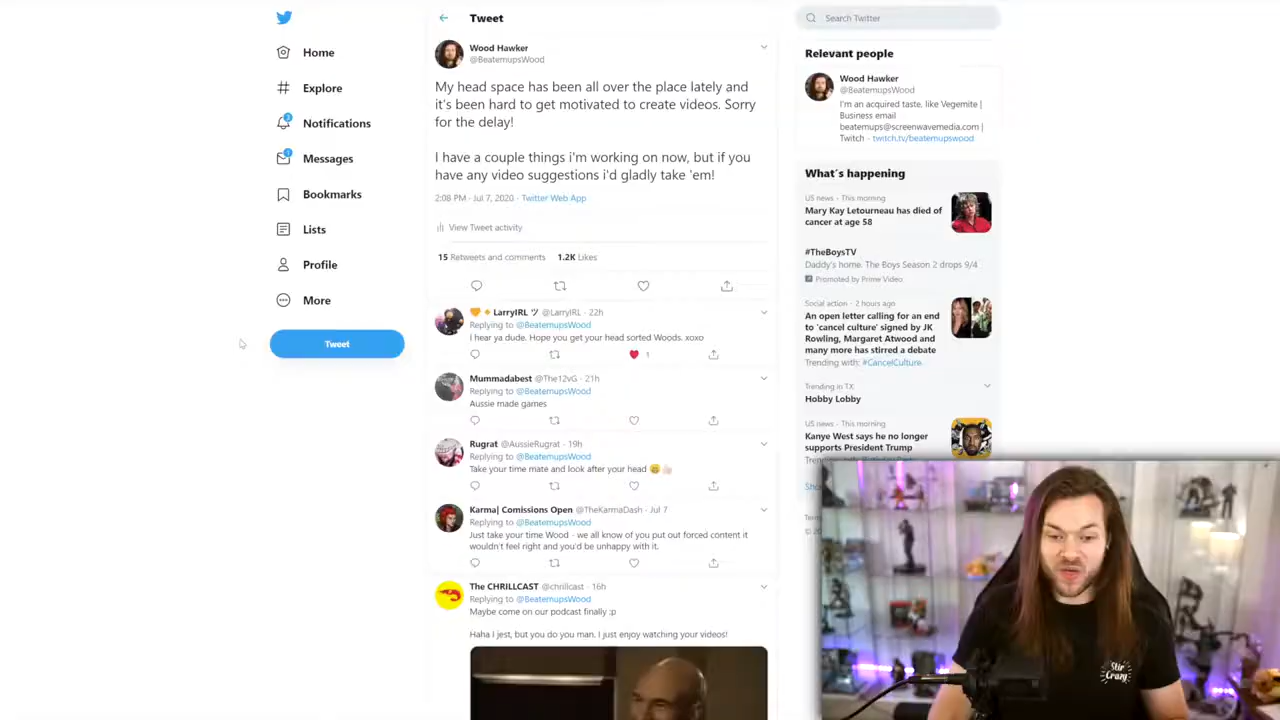 Home
Explore
3
Notifications
Messages
Bookmarks
Lists
Profile
More
Tweet
Tweet
Wood Hawker
@BeatemupsWood
My head space has been all over the place lately and
it's been hard to get motivated to create videos. Sorry
for the delay!
I have a couple things i'm working on now, but if you
have any video suggestions i'd gladly take 'em!
2:08 PM · Jul 7, 2020 · Twitter Web App
View Tweet activity
15 Retweets and comments 1.2K Likes
LarryIRL ツ @LarryIRL · 22h
Replying to @BeatemupsWood
I hear ya dude. Hope you get your head sorted Woods. xoxo
1
Mummadabest @The12vG · 21h
Replying to @BeatemupsWood
Aussie made games
Rugrat @AussieRugrat · 19h
Replying to @BeatemupsWood
Take your time mate and look after your head 😄👍🏻
Karma| Comissions Open @TheKarmaDash · Jul 7
Replying to @BeatemupsWood
Just take your time Wood - we all know of you put out forced content it
wouldn't feel right and you'd be unhappy with it.
The CHRILLCAST @chrillcast · 16h
Replying to @BeatemupsWood
Maybe come on our podcast finally ;p
Haha I jest, but you do you man. I just enjoy watching your videos!
Search Twitter
Relevant people
Wood Hawker
@BeatemupsWood
I'm an acquired taste. like Vegemite |
Business email
beatemups@screenwavemedia.com |
Twitch - twitch.tv/beatemupswood
What's happening
US news · This morning
Mary Kay Letourneau has died of
cancer at age 58
#TheBoysTV
Daddy's home. The Boys Season 2 drops 9/4
Promoted by Prime Video
Social action · 2 hours ago
An open letter calling for an end
to 'cancel culture' signed by JK
Rowling, Margaret Atwood and
many more has stirred a debate
Trending with: #CancelCulture
Trending in TX
Hobby Lobby
US news · This morning
Kanye West says he no longer
supports President Trump
Stir
Crazy